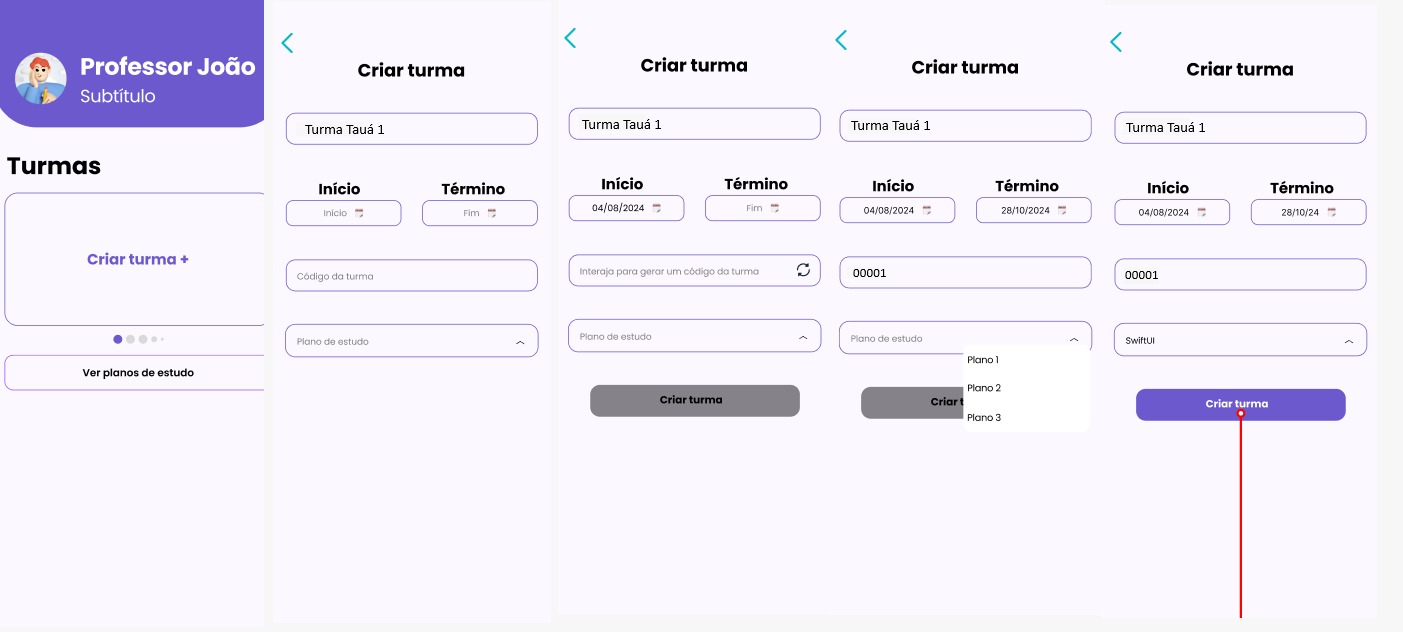 Professor João
Subtítulo
Turmas
Criar turma +
Ver planos de estudo
Criar turma
Turma Tauá 1
Início Término
Início Fim
Código da turma
Plano de estudo
Criar turma
Turma Tauá 1
Início Término
04/08/2024 Fim
Interaja para gerar um código da turma
Plano de estudo
Criar turma
Criar turma
Turma Tauá 1
Início Término
04/08/2024 28/10/2024
00001
Plano de estudo
Plano 1
Plano 2
Plano 3
Criar t
Criar turma
Turma Tauá 1
Início Término
04/08/2024 28/10/24
00001
SwiftUI
Criar turma